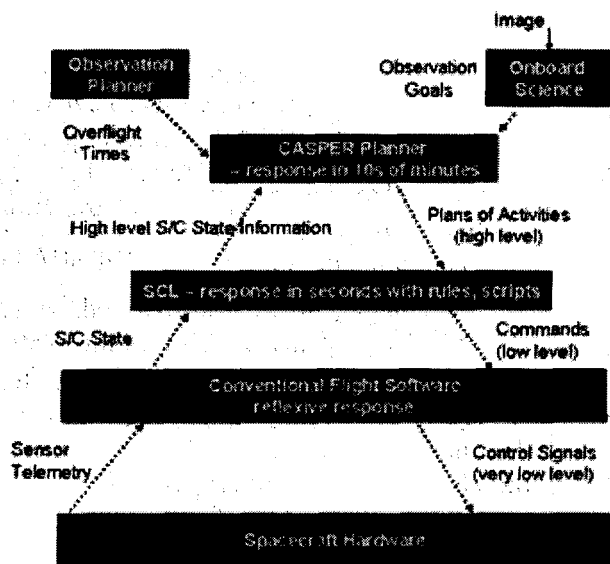 Image
Observation
Planner
Observation
Goals
Onboard
Science
Overflight
Times
CASPER Planner
– response in 10s of minutes
High level S/C State Information
Plans of Activities
(high level)
SCL – response in seconds with rules, scripts
S/C State
Commands
(low level)
Conventional Flight Software
reflexive response
Sensor
Telemetry
Control Signals
(very low level)
Spacecraft Hardware